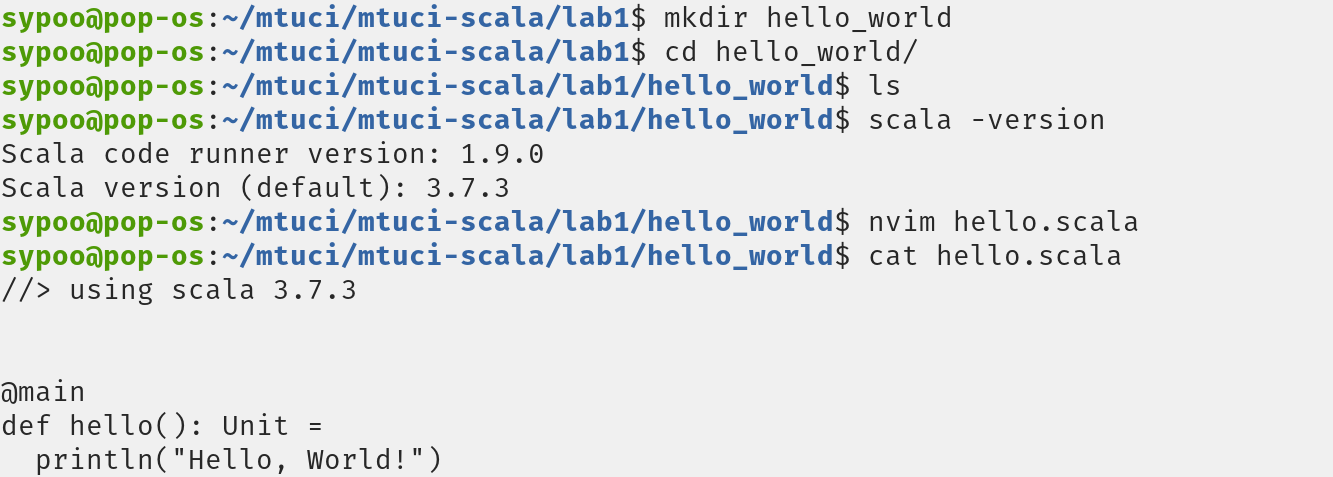 sypoo@pop-os:~/mtuci/mtuci-scala/lab1$ mkdir hello_world
sypoo@pop-os:~/mtuci/mtuci-scala/lab1$ cd hello_world/
sypoo@pop-os:~/mtuci/mtuci-scala/lab1/hello_world$ ls
sypoo@pop-os:~/mtuci/mtuci-scala/lab1/hello_world$ scala -version
Scala code runner version: 1.9.0
Scala version (default): 3.7.3
sypoo@pop-os:~/mtuci/mtuci-scala/lab1/hello_world$ nvim hello.scala
sypoo@pop-os:~/mtuci/mtuci-scala/lab1/hello_world$ cat hello.scala
//> using scala 3.7.3
@main
def hello(): Unit =
  println("Hello, World!")